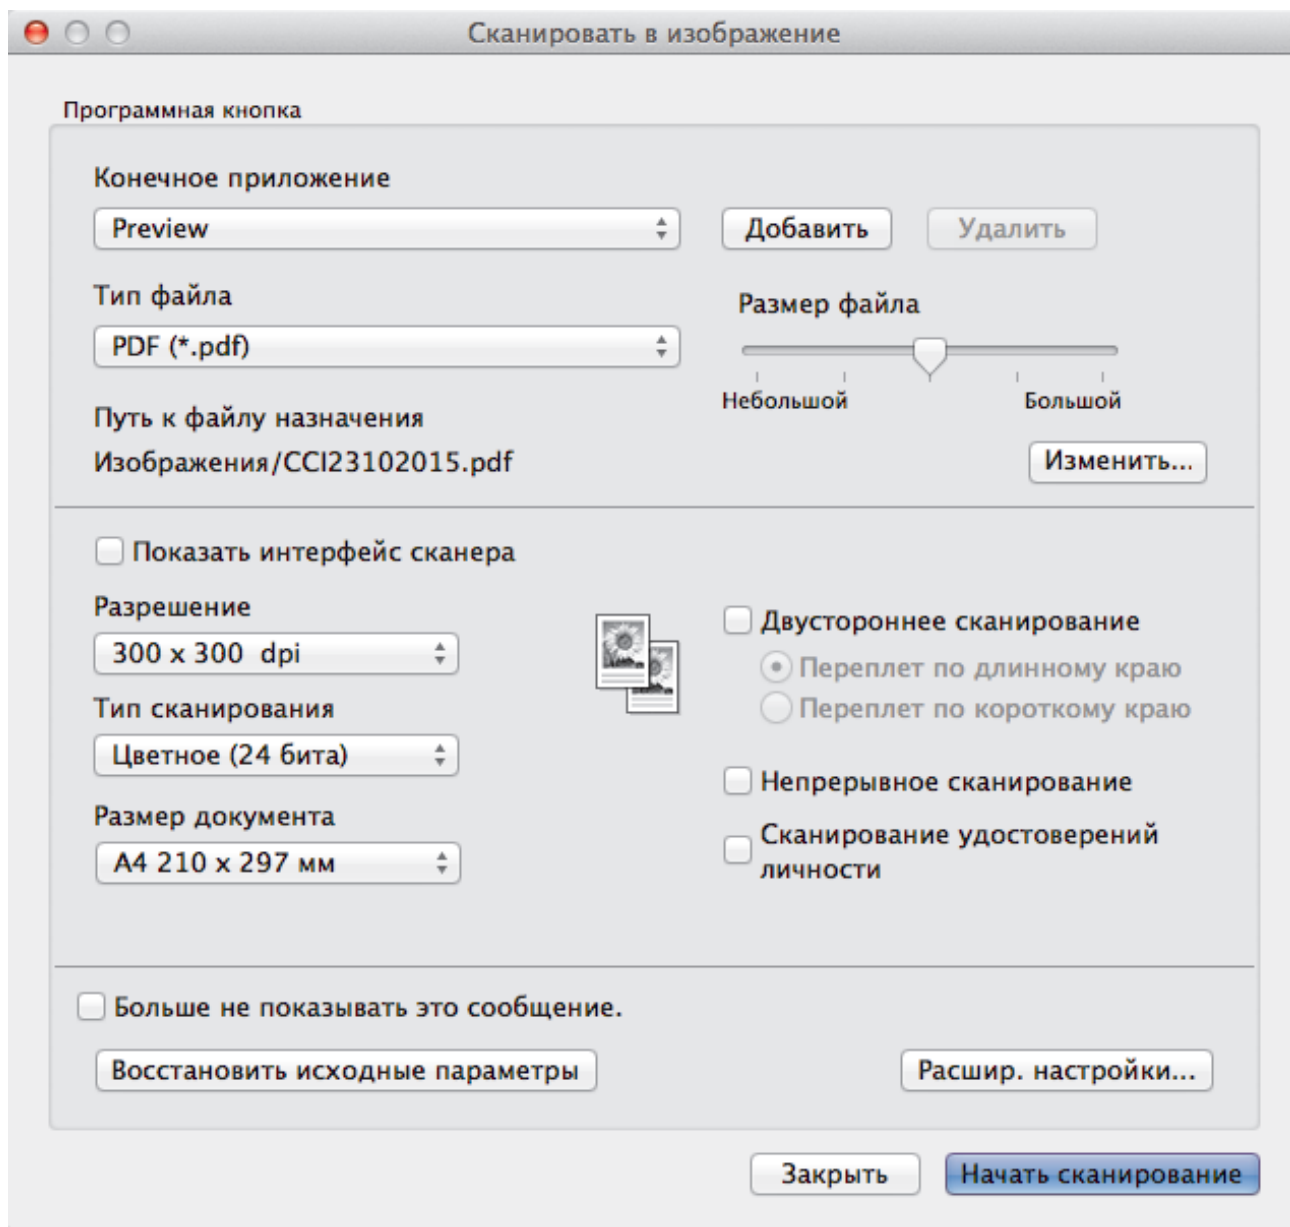 Сканировать в изображение
Программная кнопка
Конечное приложение
Preview
Добавить
Удалить
Тип файла
Размер файла
PDF (*.pdf)
Небольшой
Большой
Путь к файлу назначения
Изображения/CCI23102015.pdf
Изменить...
Показать интерфейс сканера
Разрешение
300 x 300 dpi
Двустороннее сканирование
Переплет по длинному краю
Переплет по короткому краю
Тип сканирования
Цветное (24 бита)
Непрерывное сканирование
Размер документа
A4 210 x 297 мм
Сканирование удостоверений
личности
Больше не показывать это сообщение.
Восстановить исходные параметры
Расшир. настройки...
Закрыть
Начать сканирование